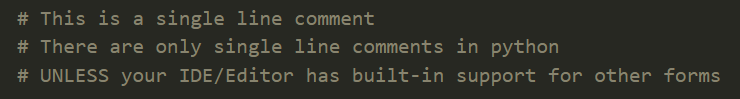 # This is a single line comment
# There are only single line comments in python
# UNLESS your IDE/Editor has built-in support for other forms